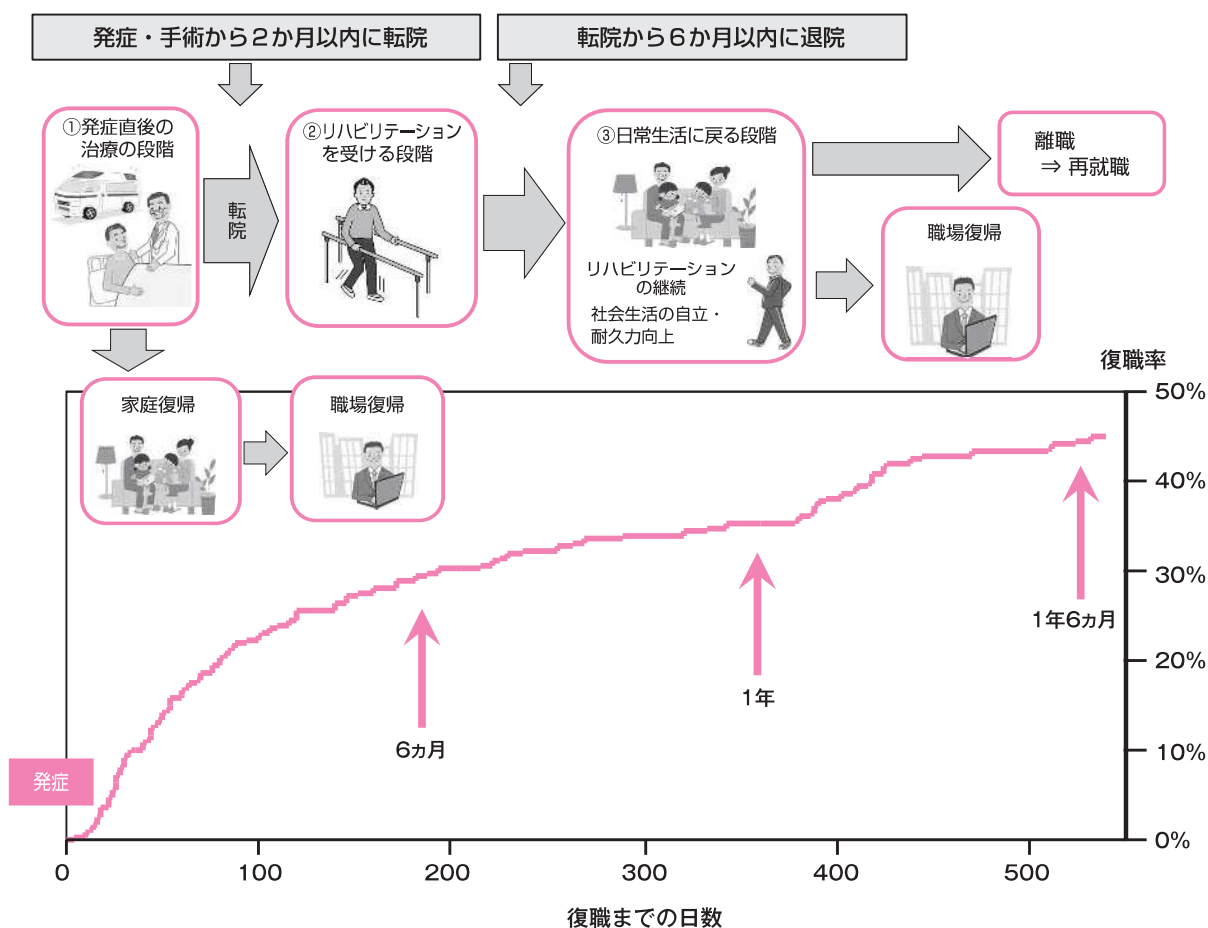 発症・手術から2か月以内に転院
転院から6か月以内に退院
①発症直後の
治療の段階
転院
②リハビリテーション
を受ける段階
③日常生活に戻る段階
リハビリテーション
の継続
社会生活の自立・
耐久力向上
離職
⇒ 再就職
職場復帰
家庭復帰
職場復帰
復職率
50%
40%
30%
20%
10%
0%
6ヵ月
1年
1年6ヵ月
発症
0
100
200
300
400
500
復職までの日数